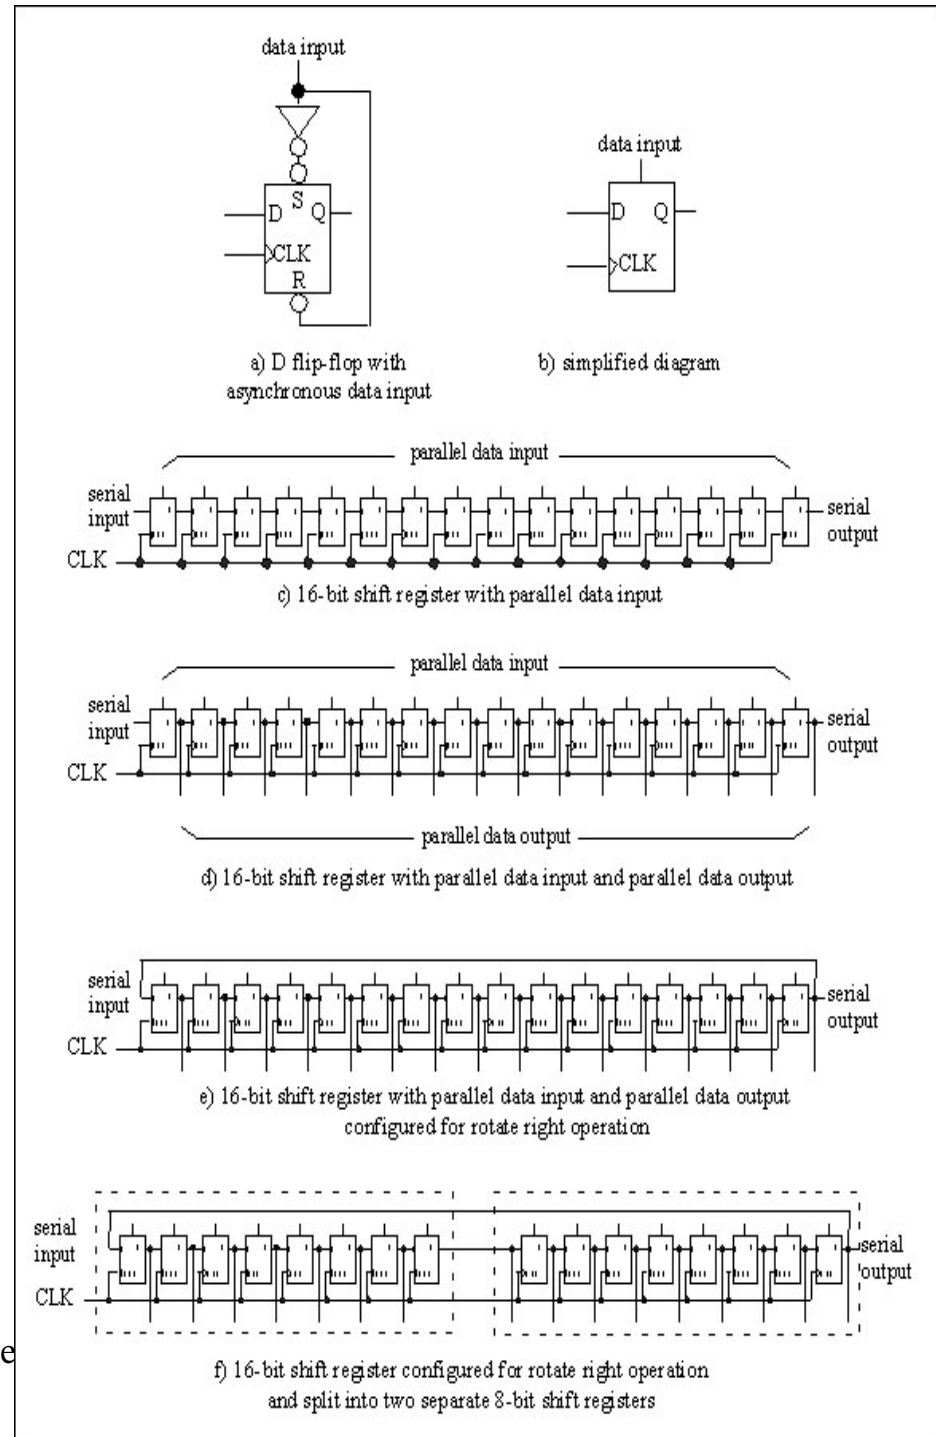 data input
S
D Q
CLK
R
a) D flip-flop with
asynchronous data input
data input
D Q
CLK
b) simplified diagram
parallel data input
serial
input
serial
output
CLK
c) 16-bit shift register with parallel data input
parallel data input
serial
input
serial
output
CLK
parallel data output
d) 16-bit shift register with parallel data input and parallel data output
serial
input
serial
output
CLK
e) 16-bit shift register with parallel data input and parallel data output
configured for rotate right operation
serial
input
serial
output
CLK
e
f) 16-bit shift register configured for rotate right operation
and split into two separate 8-bit shift registers